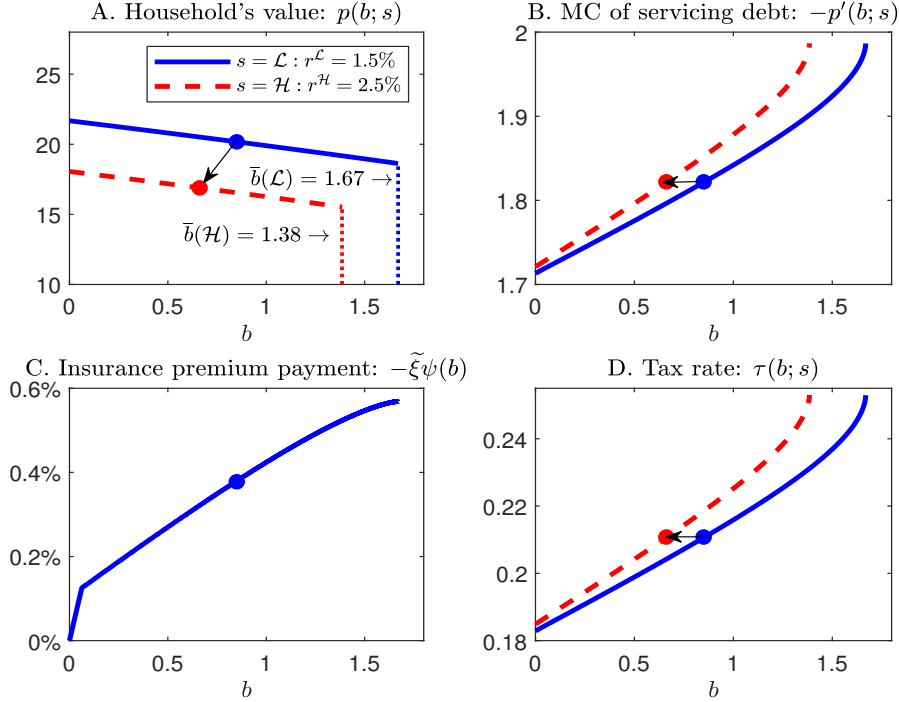 A. Household's value: p(b; s)
s = ℒ : r^ℒ = 1.5%
s = ℋ : r^ℋ = 2.5%
b̅(ℒ) = 1.67 →
b̅(ℋ) = 1.38 →
25
20
15
10
0
0.5
1
1.5
b
B. MC of servicing debt: −p′(b; s)
2
1.9
1.8
1.7
0
0.5
1
1.5
b
C. Insurance premium payment: −ξ̃ψ(b)
0.6%
0.4%
0.2%
0%
0
0.5
1
1.5
b
D. Tax rate: τ(b; s)
0.24
0.22
0.2
0.18
0
0.5
1
1.5
b